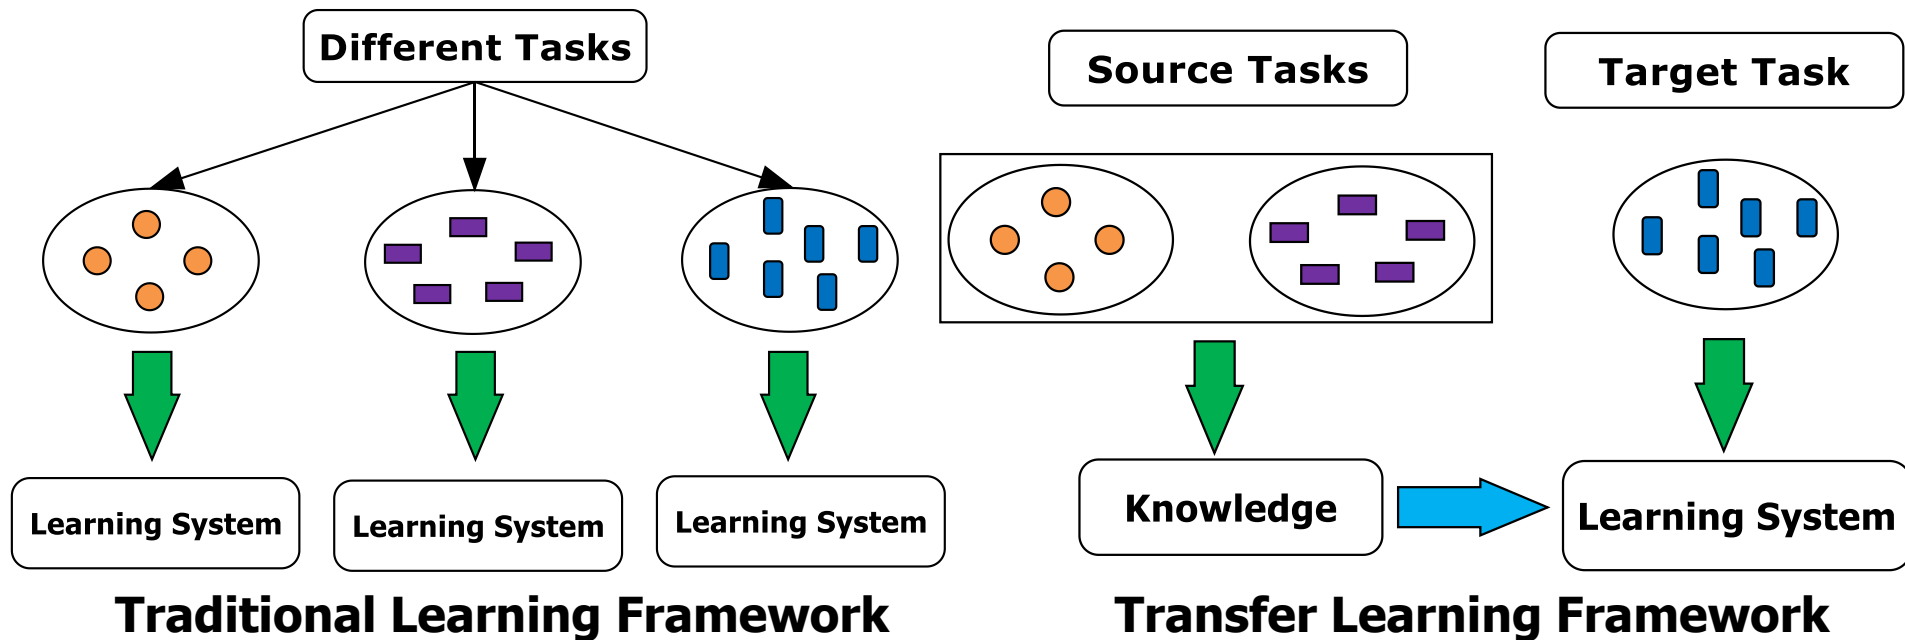 Different Tasks
Learning System
Learning System
Learning System
Traditional Learning Framework
Source Tasks
Target Task
Knowledge
Learning System
Transfer Learning Framework